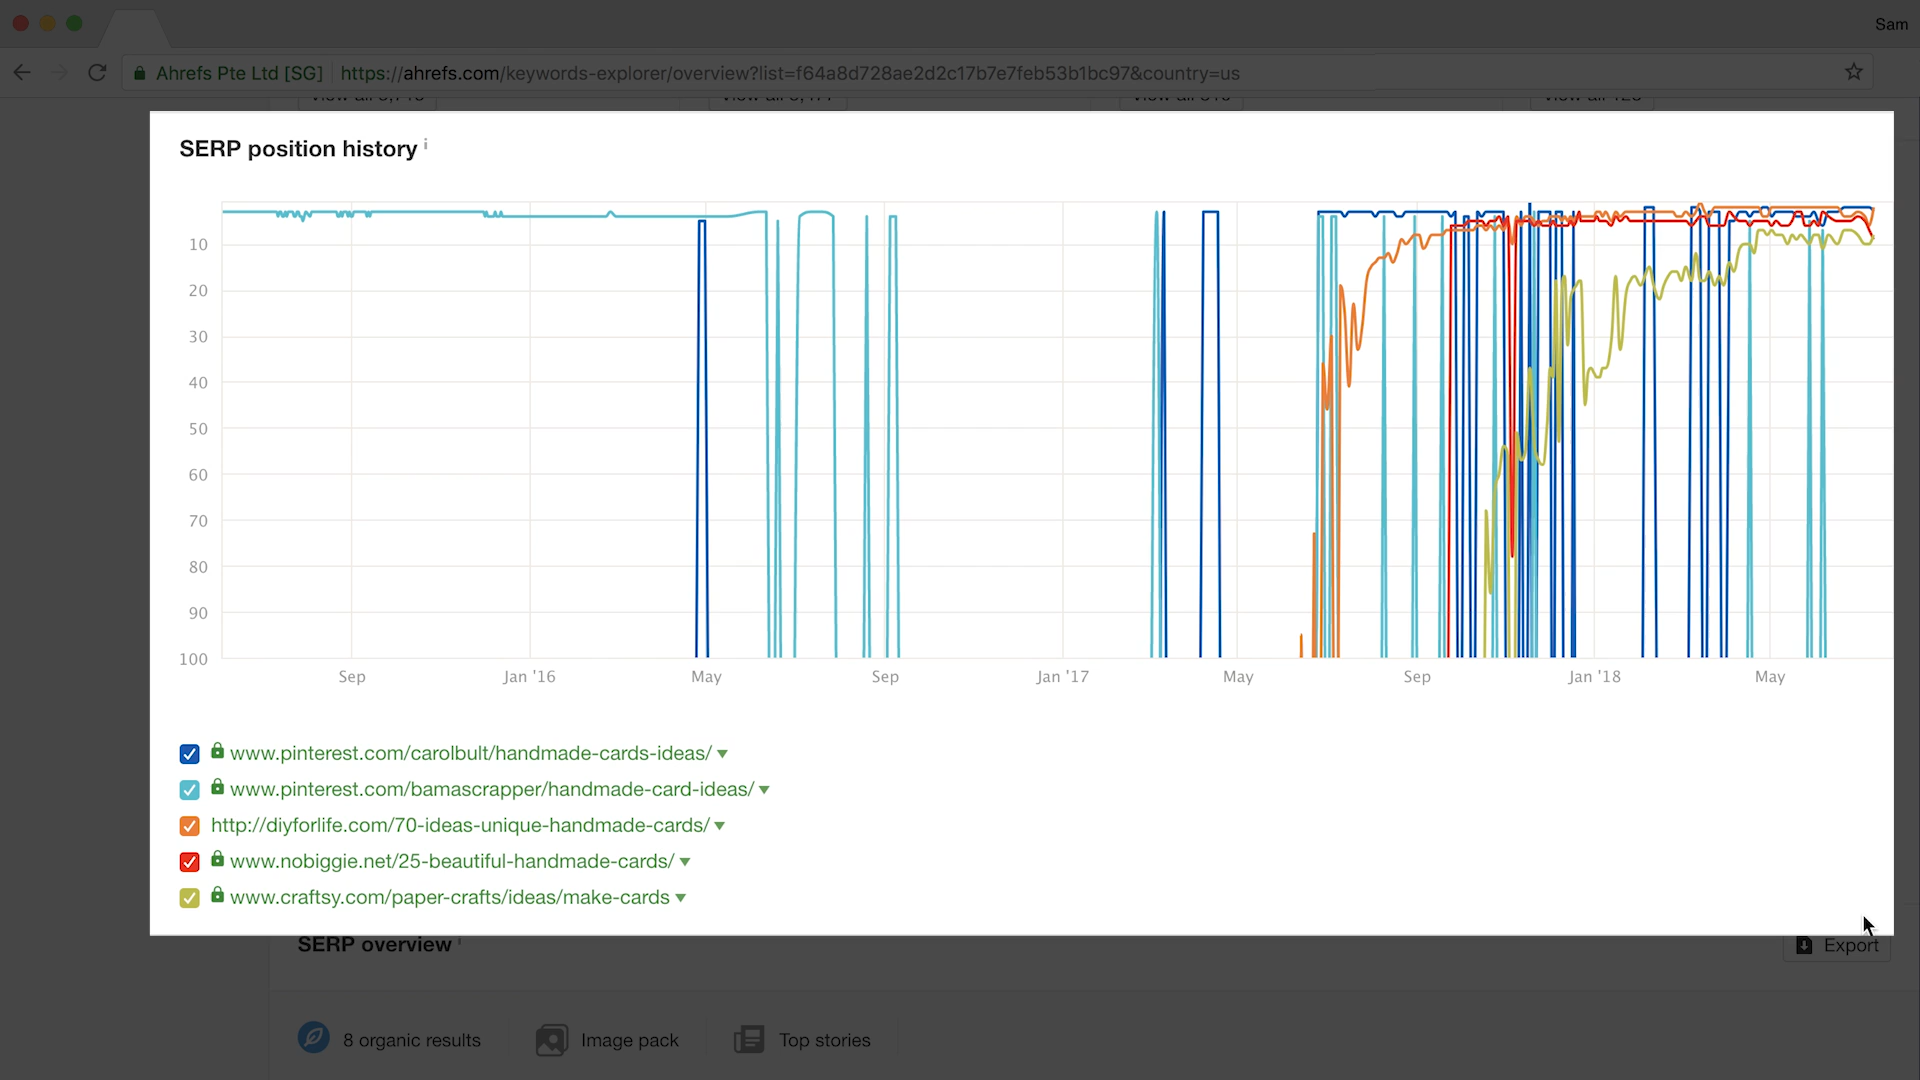 Sam
Ahrefs Pte Ltd [SG] https://ahrefs.com/keywords-explorer/overview?list=f64a8d728ae2d2c17b7e7feb53b1bc97&country=us
SERP position history i
10
20
30
40
50
60
70
80
90
100
Sep Jan '16 May Sep Jan '17 May Sep Jan '18 May
www.pinterest.com/carolbult/handmade-cards-ideas/
www.pinterest.com/bamascrapper/handmade-card-ideas/
http://diyforlife.com/70-ideas-unique-handmade-cards/
www.nobiggie.net/25-beautiful-handmade-cards/
www.craftsy.com/paper-crafts/ideas/make-cards
SERP overview
Export
8 organic results Image pack Top stories